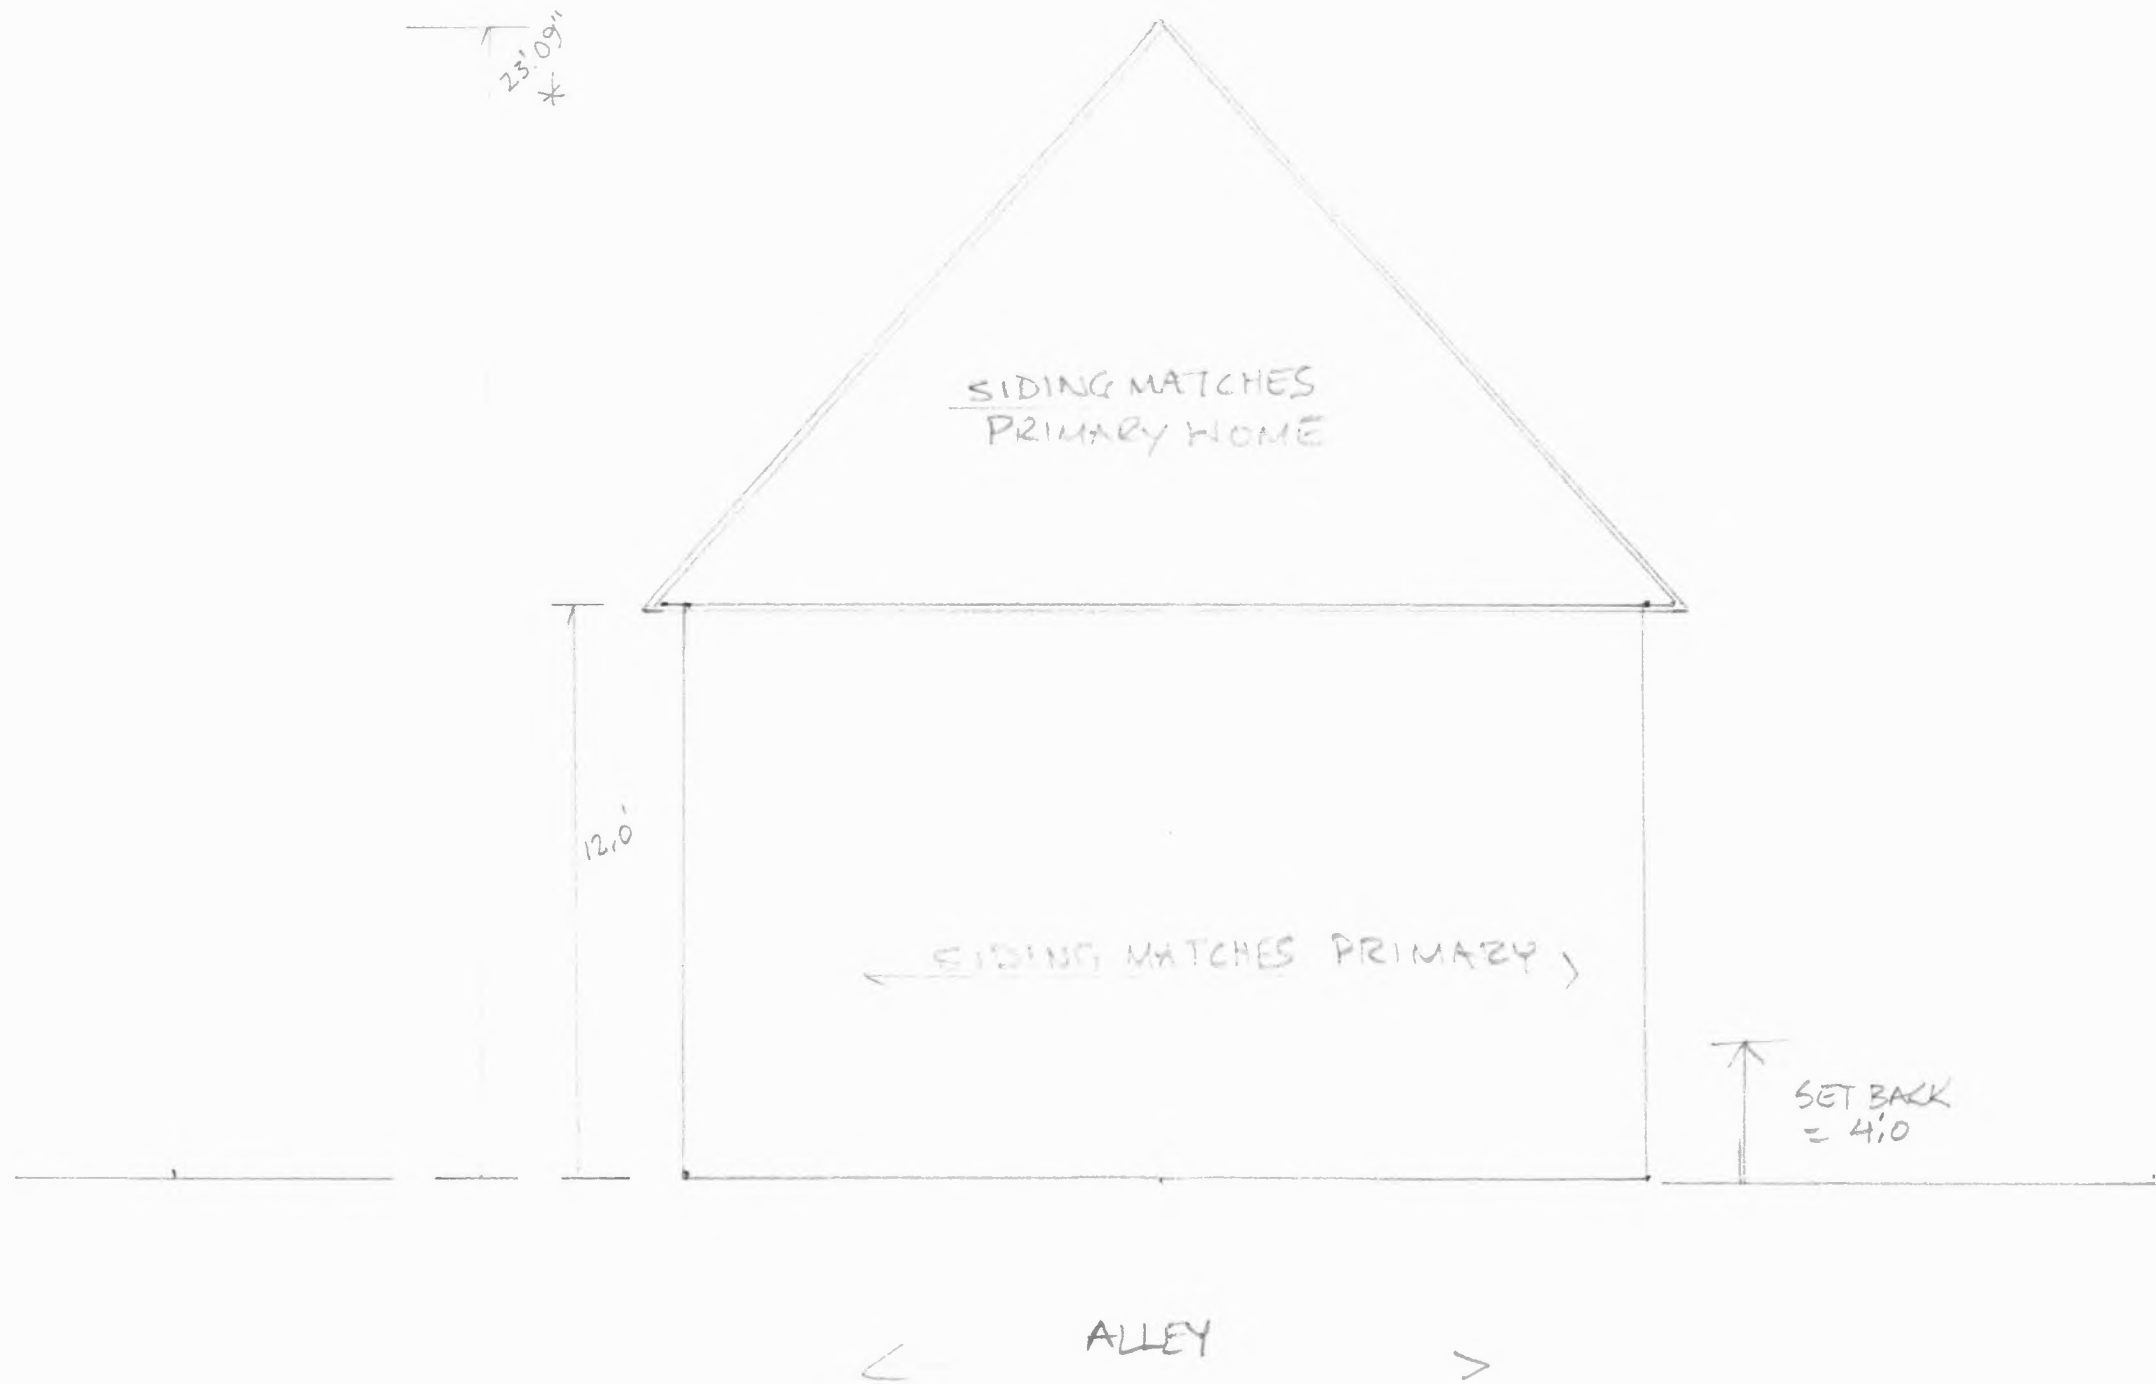 23'.09"
*
SIDING MATCHES
PRIMARY HOME
12'.0
SIDING MATCHES PRIMARY
SET BACK
= 4'.0
ALLEY